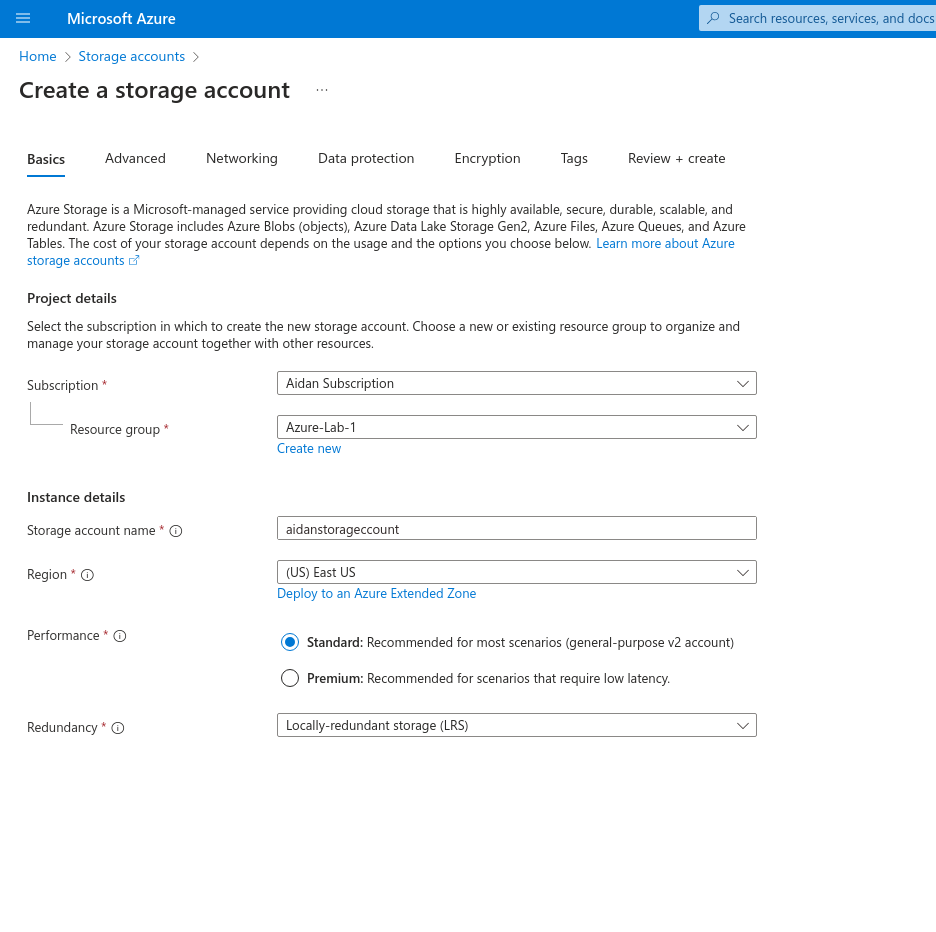 Microsoft Azure
Search resources, services, and docs
Home > Storage accounts >
Create a storage account ...
Basics Advanced Networking Data protection Encryption Tags Review + create
Azure Storage is a Microsoft-managed service providing cloud storage that is highly available, secure, durable, scalable, and
redundant. Azure Storage includes Azure Blobs (objects), Azure Data Lake Storage Gen2, Azure Files, Azure Queues, and Azure
Tables. The cost of your storage account depends on the usage and the options you choose below. Learn more about Azure
storage accounts
Project details
Select the subscription in which to create the new storage account. Choose a new or existing resource group to organize and
manage your storage account together with other resources.
Subscription * Aidan Subscription
Resource group * Azure-Lab-1
Create new
Instance details
Storage account name * aidanstorageccount
Region * (US) East US
Deploy to an Azure Extended Zone
Performance * Standard: Recommended for most scenarios (general-purpose v2 account)
Premium: Recommended for scenarios that require low latency.
Redundancy * Locally-redundant storage (LRS)